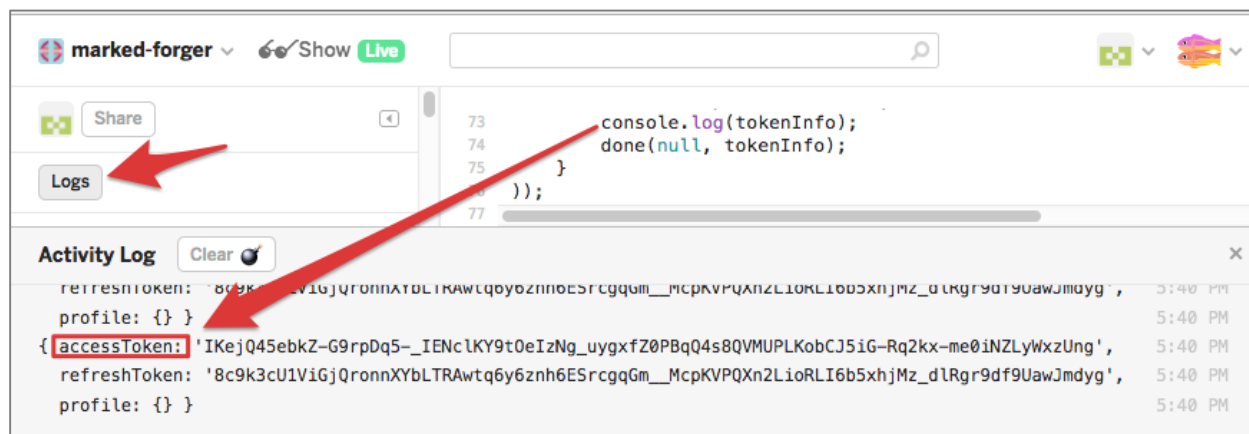 marked-forger Show Live
Share
Logs
73 console.log(tokenInfo);
74 done(null, tokenInfo);
75 }
));
77
Activity Log Clear
profile: {} } 5:40 PM
{ accessToken: 'IKejQ45ebkZ-G9rpDq5-_IENclKY9tOeIzNg_uygxfZ0PBqQ4s8QVMUPLKobCJ5iG-Rq2kx-me0iNZLyWxzUng', 5:40 PM
refreshToken: '8c9k3cU1ViGjQronnXYbLTRAwtq6y6znh6ESrcgqGm__McpKVPQXn2LioRLI6b5xhjMz_dlRgr9df9UawJmdyg', 5:40 PM
profile: {} } 5:40 PM